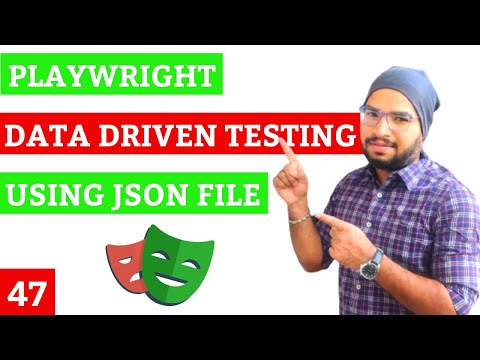 PLAYWRIGHT
DATA DRIVEN TESTING
USING JSON FILE
47